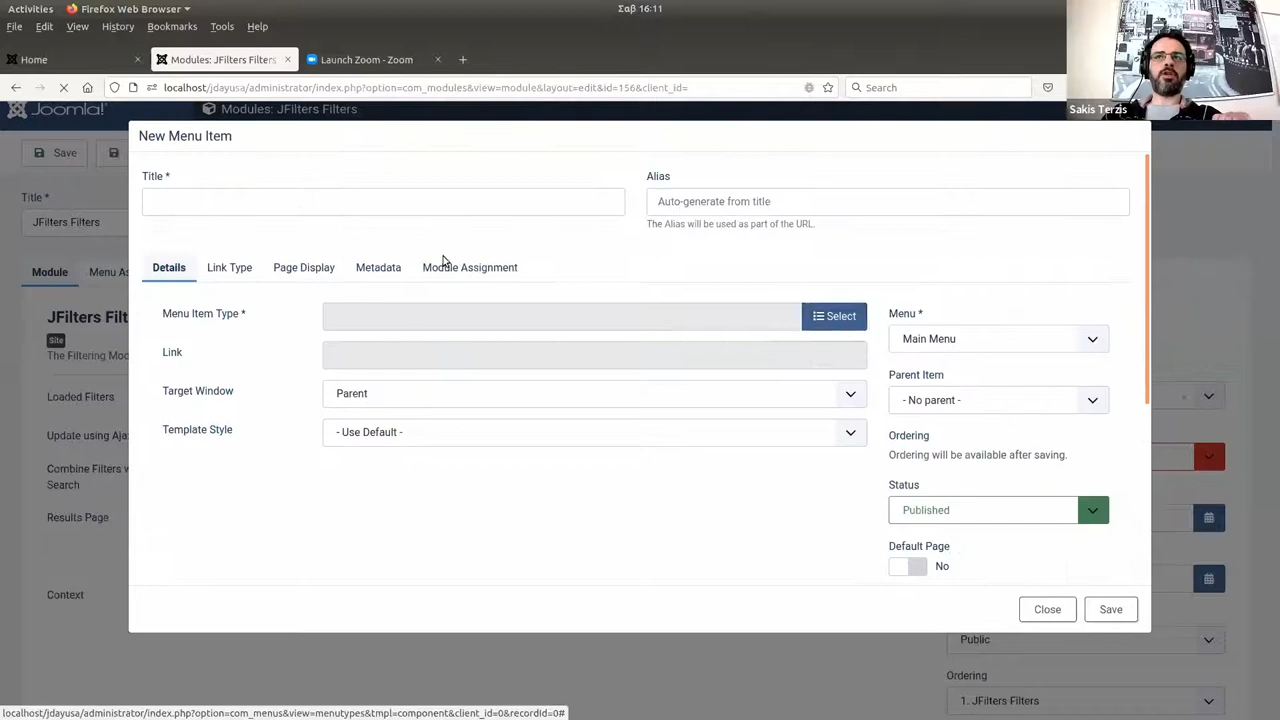 Activities
Firefox Web Browser
Σαβ 16:11
File Edit View History Bookmarks Tools Help
Home
Modules: JFilters Filters
Launch Zoom - Zoom
localhost/jdayusa/administrator/index.php?option=com_modules&view=module&layout=edit&id=156&client_id=
Search
Joomla!
Modules: JFilters Filters
Sakis Terzis
New Menu Item
Save
Title *
Alias
Title *
Auto-generate from title
JFilters Filters
The Alias will be used as part of the URL.
Details
Link Type
Page Display
Metadata
Module Assignment
Module
Menu As
Menu Item Type *
Select
Menu *
JFilters Filt
Main Menu
Site
Link
The Filtering Mod
Parent Item
Target Window
Parent
Loaded Filters
- No parent -
Template Style
- Use Default -
Update using Ajax
Ordering
Ordering will be available after saving.
Combine Filters w
Search
Status
Results Page
Published
Default Page
No
Context
Close
Save
Public
Ordering
1. JFilters Filters
localhost/jdayusa/administrator/index.php?option=com_menus&view=menutypes&tmpl=component&client_id=0&recordId=0#